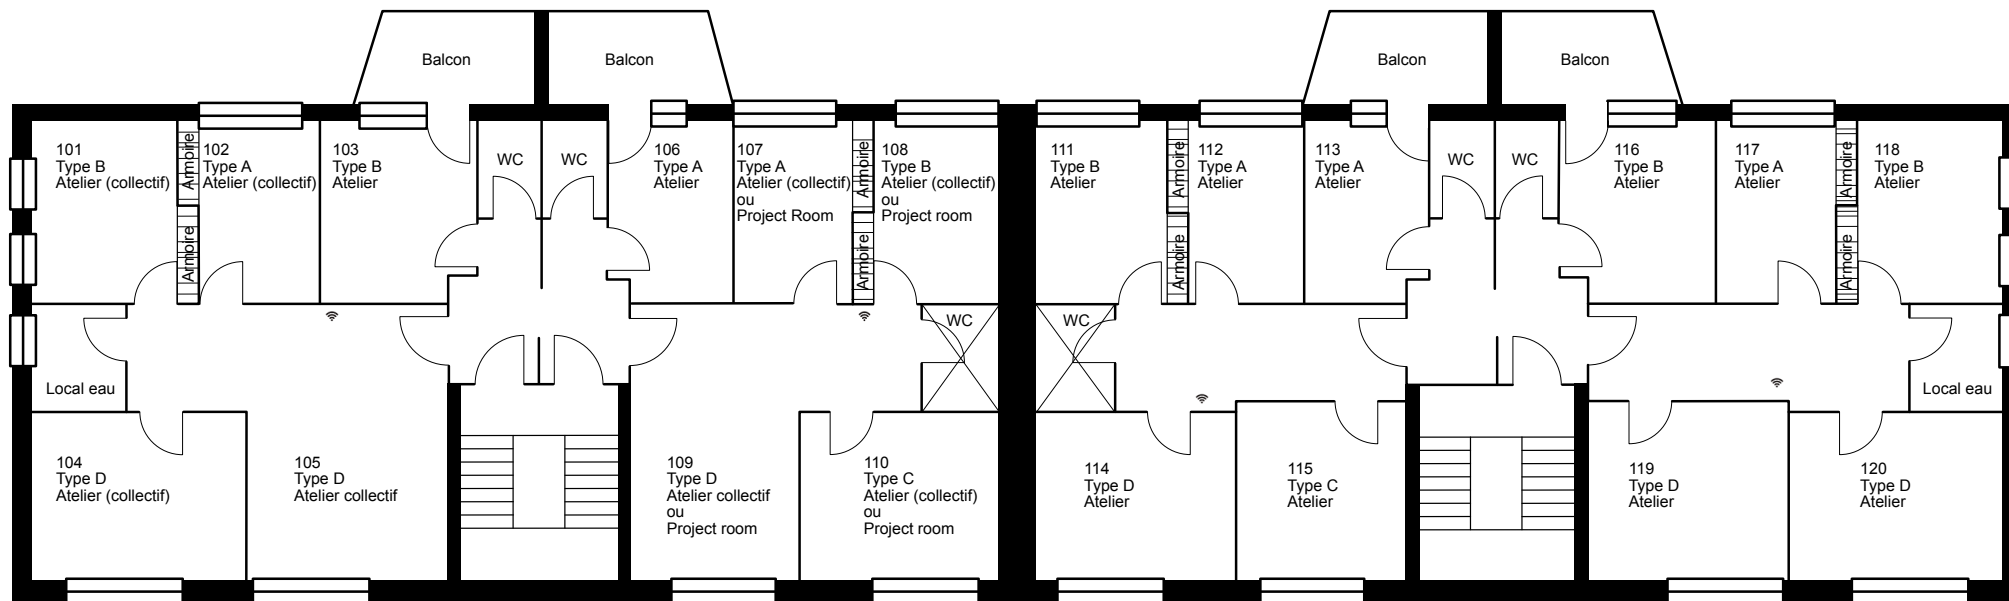 Balcon
Balcon
Balcon
Balcon
101
Type B
Atelier (collectif)
Armoire
Armoire
102
Type A
Atelier (collectif)
103
Type B
Atelier
WC
WC
106
Type A
Atelier
107
Type A
Atelier (collectif)
ou
Project Room
Armoire
Armoire
108
Type B
Atelier (collectif)
ou
Project room
111
Type B
Atelier
Armoire
Armoire
112
Type A
Atelier
113
Type A
Atelier
WC
WC
116
Type B
Atelier
117
Type A
Atelier
Armoire
Armoire
118
Type B
Atelier
WC
WC
Local eau
Local eau
104
Type D
Atelier (collectif)
105
Type D
Atelier collectif
109
Type D
Atelier collectif
ou
Project room
110
Type C
Atelier (collectif)
ou
Project room
114
Type D
Atelier
115
Type C
Atelier
119
Type D
Atelier
120
Type D
Atelier